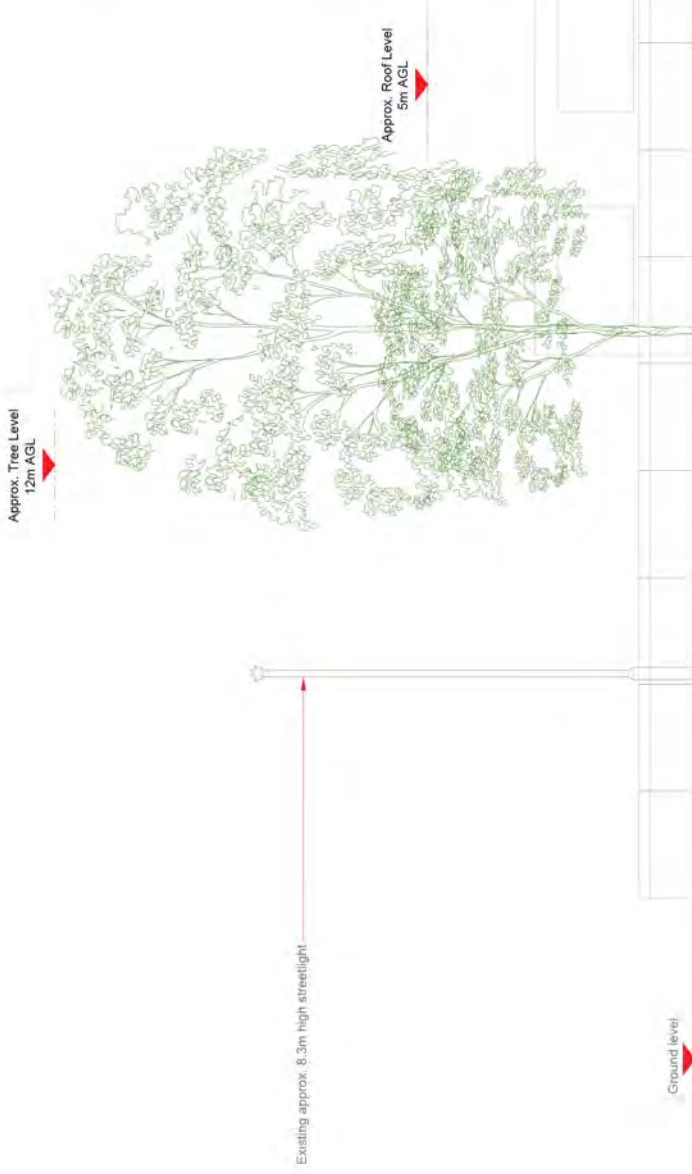 Approx. Tree Level
12m AGL
Approx. Roof Level
5m AGL
Existing approx. 8.3m high streetlight
Ground level